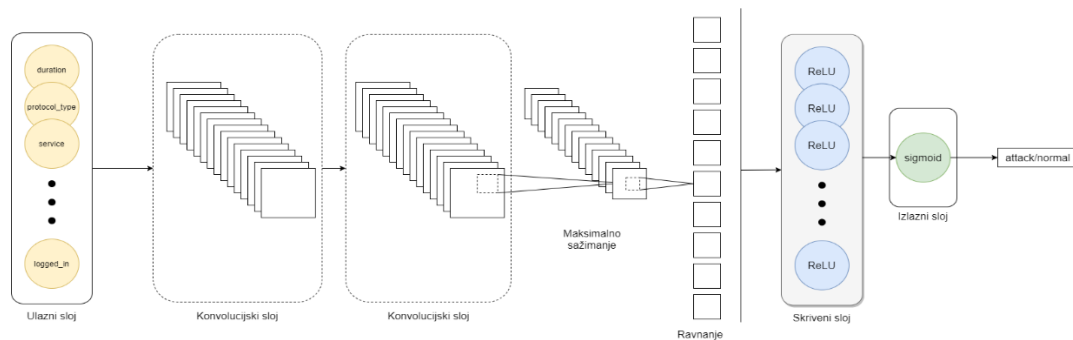 duration
protocol_type
service
logged_in
Ulazni sloj
Konvolucijski sloj
Konvolucijski sloj
Maksimalno
sažimanje
Ravnanje
ReLU
ReLU
ReLU
ReLU
Skriveni sloj
sigmoid
Izlazni sloj
attack/normal